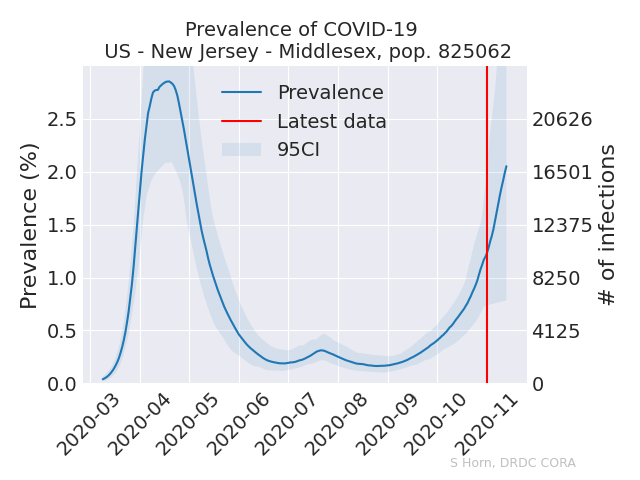 Prevalence of COVID-19
US - New Jersey - Middlesex, pop. 825062
Prevalence
Latest data
95CI
Prevalence (%)
2.5
2.0
1.5
1.0
0.5
0.0
20626
16501
12375
8250
4125
0
# of infections
2020-03
2020-04
2020-05
2020-06
2020-07
2020-08
2020-09
2020-10
2020-11
S Horn, DRDC CORA